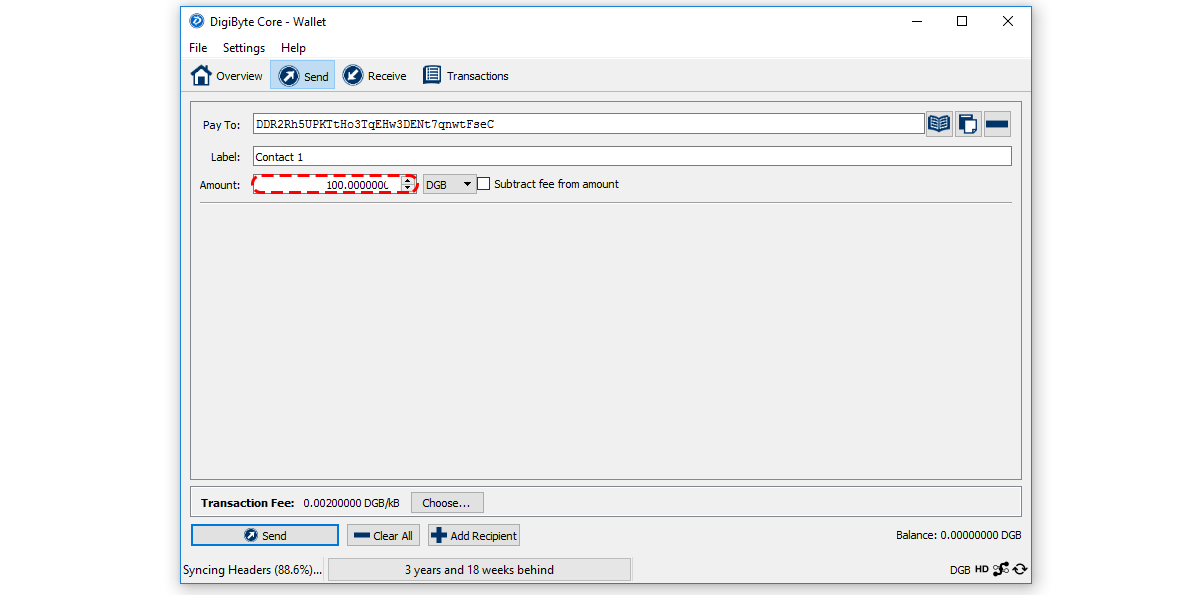 DigiByte Core - Wallet
File Settings Help
Overview Send Receive Transactions
Pay To: DDR2Rh5UPKTtHo3TqEHw3DENt7qnwtFseC
Label: Contact 1
Amount: 100.0000000 DGB Subtract fee from amount
Transaction Fee: 0.00200000 DGB/kB Choose...
Send Clear All Add Recipient Balance: 0.00000000 DGB
Syncing Headers (88.6%)... 3 years and 18 weeks behind DGB HD